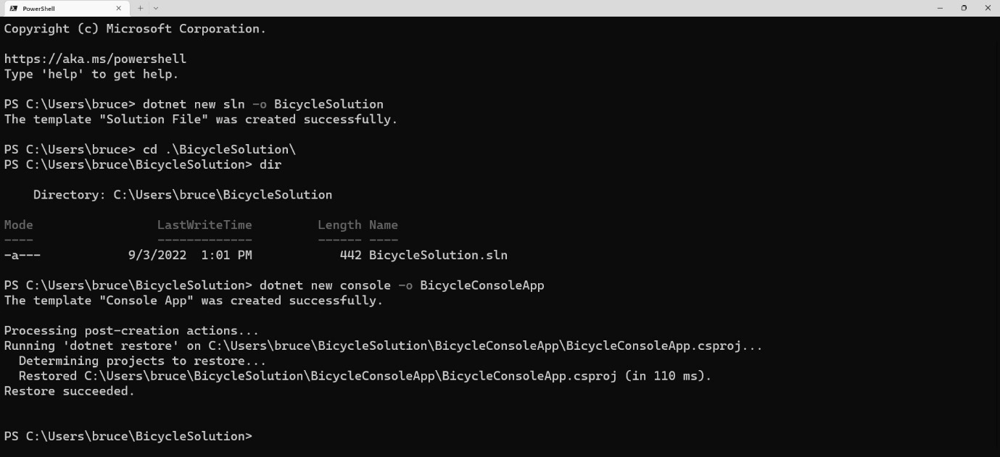 PowerShell
Copyright (c) Microsoft Corporation.
https://aka.ms/powershell
Type 'help' to get help.
PS C:\Users\bruce> dotnet new sln -o BicycleSolution
The template "Solution File" was created successfully.
PS C:\Users\bruce> cd .\BicycleSolution\
PS C:\Users\bruce\BicycleSolution> dir
    Directory: C:\Users\bruce\BicycleSolution
Mode                 LastWriteTime         Length Name
----                 -------------         ------ ----
-a---            9/3/2022  1:01 PM            442 BicycleSolution.sln
PS C:\Users\bruce\BicycleSolution> dotnet new console -o BicycleConsoleApp
The template "Console App" was created successfully.
Processing post-creation actions...
Running 'dotnet restore' on C:\Users\bruce\BicycleSolution\BicycleConsoleApp\BicycleConsoleApp.csproj...
  Determining projects to restore...
  Restored C:\Users\bruce\BicycleSolution\BicycleConsoleApp\BicycleConsoleApp.csproj (in 110 ms).
Restore succeeded.
PS C:\Users\bruce\BicycleSolution>